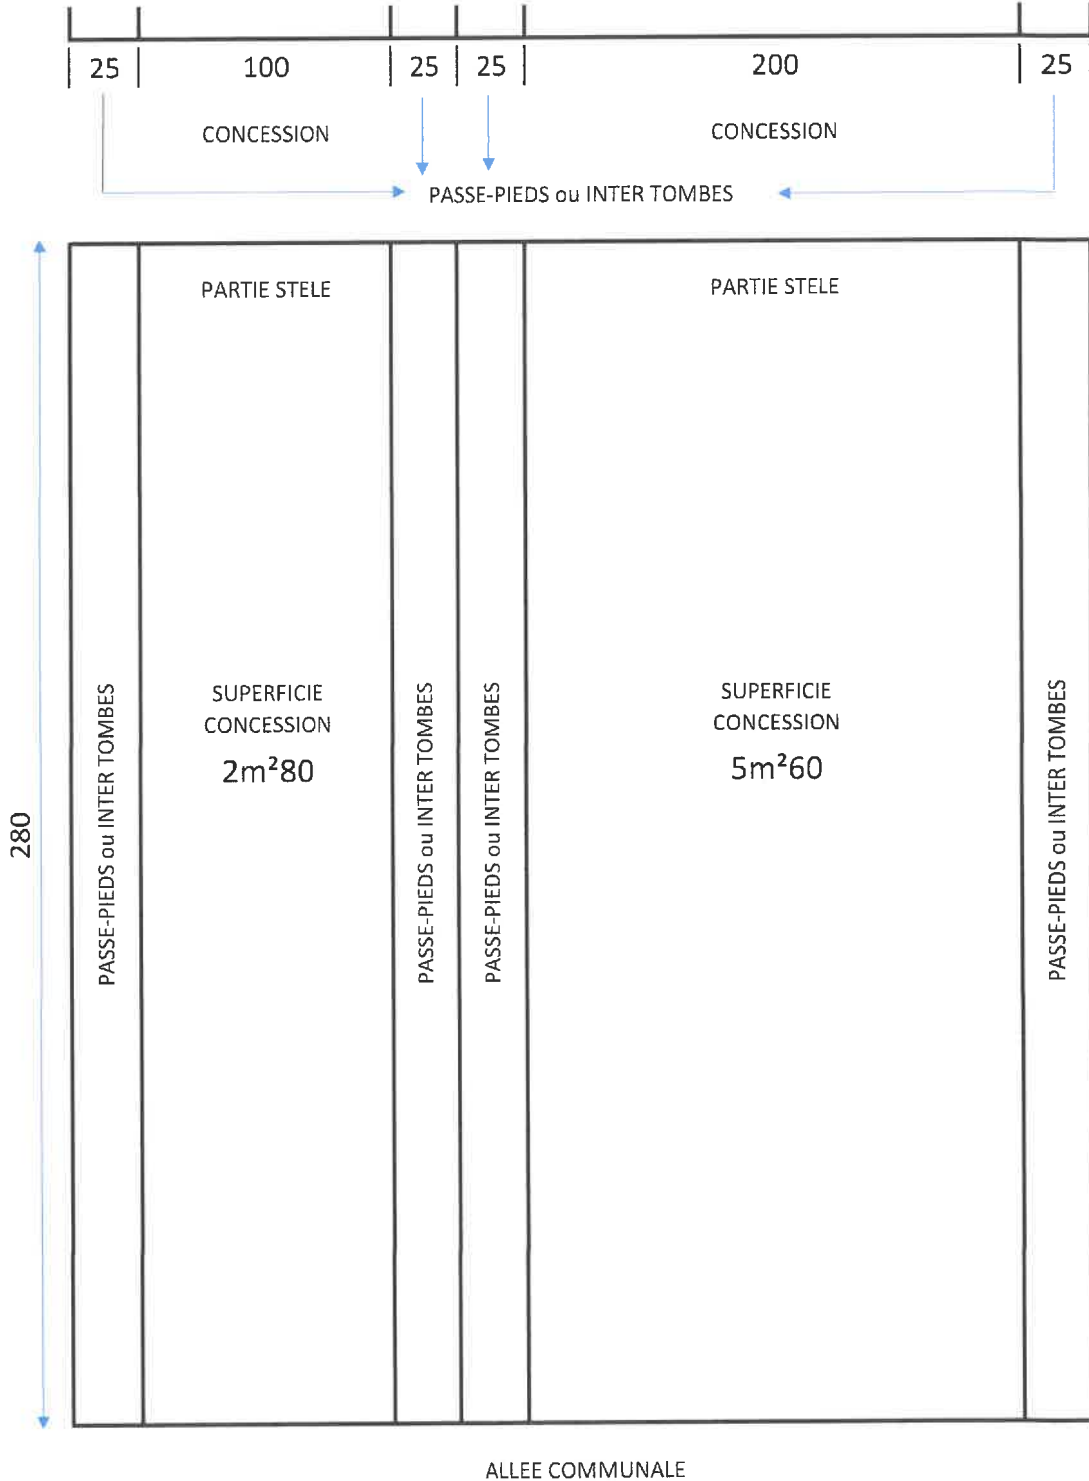 25 100 25 25 200 25
CONCESSION CONCESSION
PASSE-PIEDS ou INTER TOMBES
PARTIE STELE PARTIE STELE
280
PASSE-PIEDS ou INTER TOMBES
SUPERFICIE
CONCESSION
2m²80
PASSE-PIEDS ou INTER TOMBES
PASSE-PIEDS ou INTER TOMBES
SUPERFICIE
CONCESSION
5m²60
PASSE-PIEDS ou INTER TOMBES
ALLEE COMMUNALE